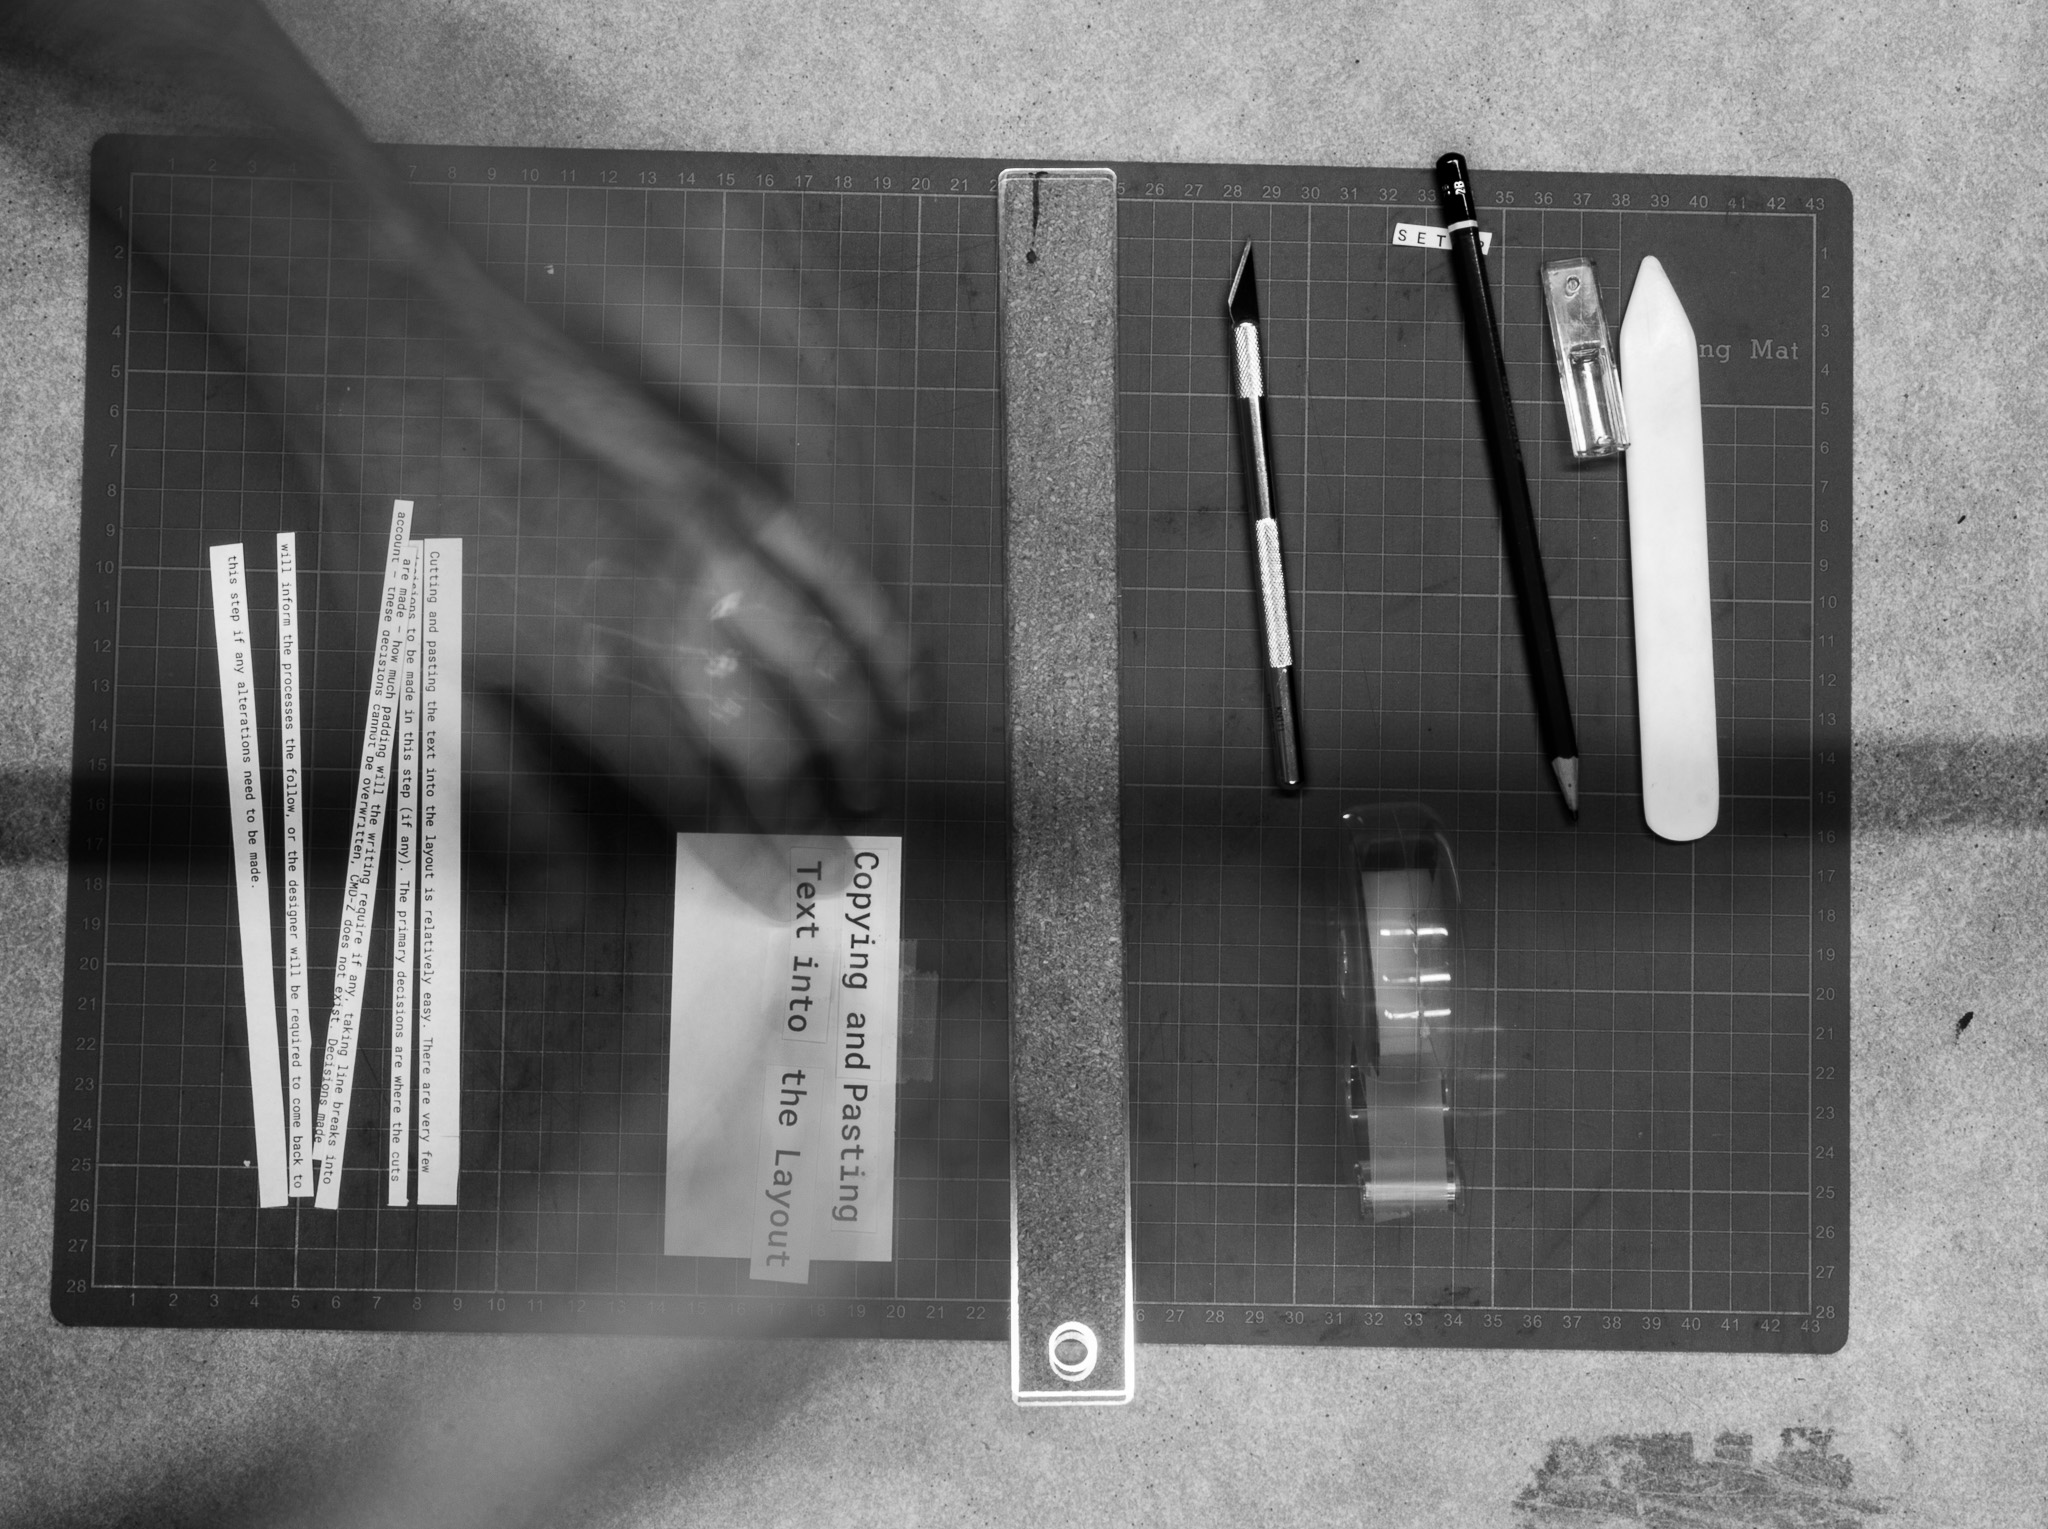 SET
2B
ng Mat
Copying and Pasting
Text into the Layout
Cutting and pasting the text into the layout is relatively easy. There are very few
decisions to be made in this step (if any). The primary decisions are where the cuts
are made – how much padding will the writing require if any, taking line breaks into
account – these decisions cannot be overwritten, CMD-Z does not exist. Decisions made
will inform the processes the follow, or the designer will be required to come back to
this step if any alterations need to be made.